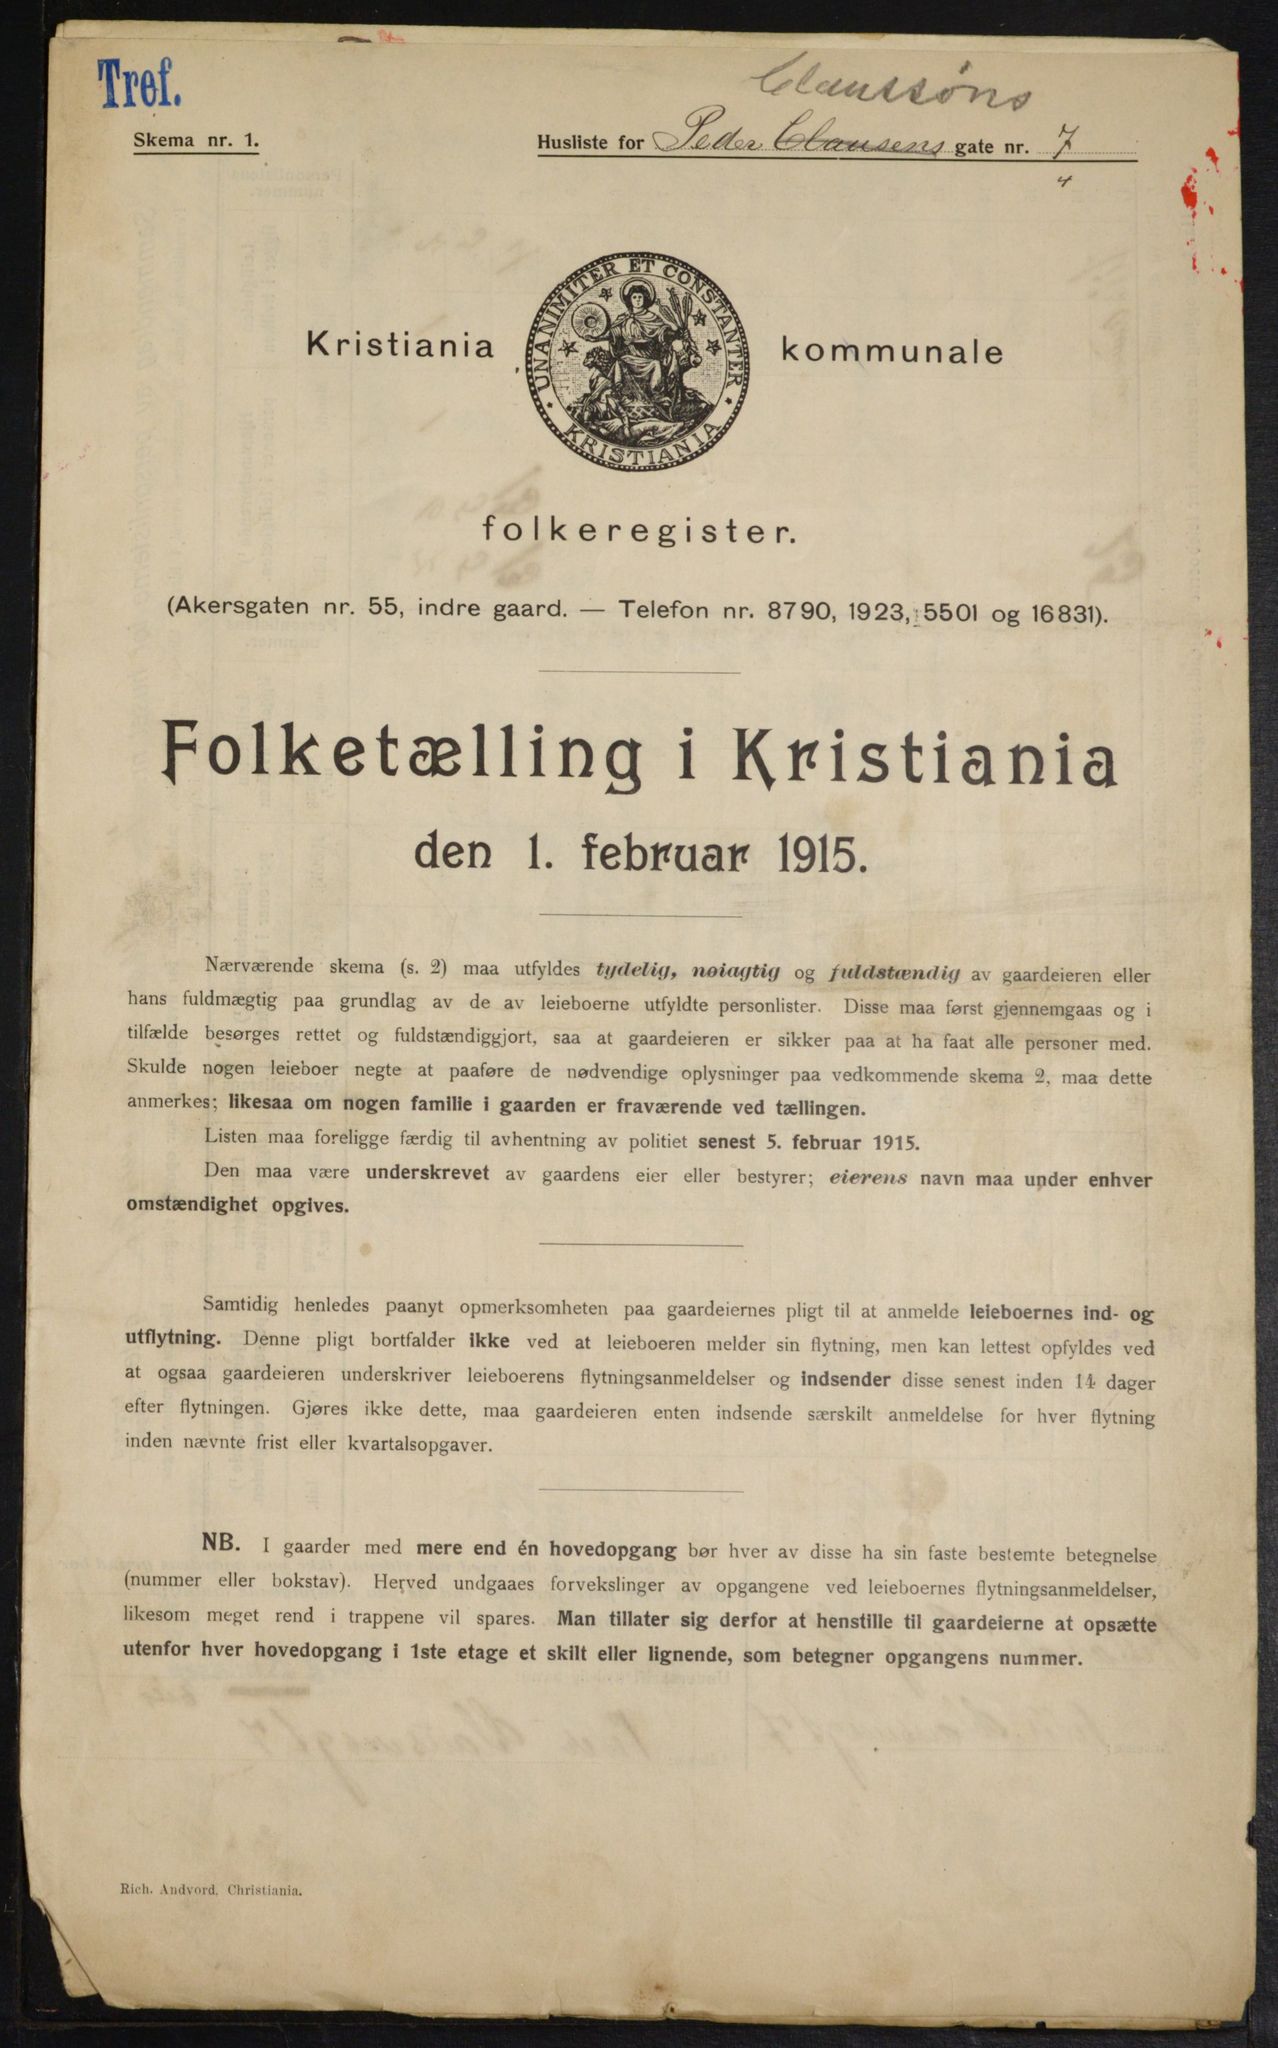 Tref.
Claussöns
Skema nr. 1.
Husliste for Peder Clausens gate nr. 7
4
UNANIMITER ET CONSTANTER
KRISTIANIA
Kristiania kommunale
folkeregister.
(Akersgaten nr. 55, indre gaard. — Telefon nr. 8790, 1923, 5501 og 16831).
Folketælling i Kristiania
den 1. februar 1915.
Nærværende skema (s. 2) maa utfyldes tydelig, nøiagtig og fuldstændig av gaardeieren eller
hans fuldmægtig paa grundlag av de av leieboerne utfyldte personlister. Disse maa først gjennemgaas og i
tilfælde besørges rettet og fuldstændiggjort, saa at gaardeieren er sikker paa at ha faat alle personer med.
Skulde nogen leieboer negte at paaføre de nødvendige oplysninger paa vedkommende skema 2, maa dette
anmerkes; likesaa om nogen familie i gaarden er fraværende ved tællingen.
Listen maa foreligge færdig til avhentning av politiet senest 5. februar 1915.
Den maa være underskrevet av gaardens eier eller bestyrer; eierens navn maa under enhver
omstændighet opgives.
Samtidig henledes paanyt opmerksomheten paa gaardeiernes pligt til at anmelde leieboernes ind- og
utflytning. Denne pligt bortfalder ikke ved at leieboeren melder sin flytning, men kan lettest opfyldes ved
at ogsaa gaardeieren underskriver leieboerens flytningsanmeldelser og indsender disse senest inden 14 dager
efter flytningen. Gjøres ikke dette, maa gaardeieren enten indsende særskilt anmeldelse for hver flytning
inden nævnte frist eller kvartalsopgaver.
NB. I gaarder med mere end én hovedopgang bør hver av disse ha sin faste bestemte betegnelse
(nummer eller bokstav). Herved undgaaes forvekslinger av opgangene ved leieboernes flytningsanmeldelser,
likesom meget rend i trappene vil spares. Man tillater sig derfor at henstille til gaardeierne at opsætte
utenfor hver hovedopgang i 1ste etage et skilt eller lignende, som betegner opgangens nummer.
Rich. Andvord, Christiania.